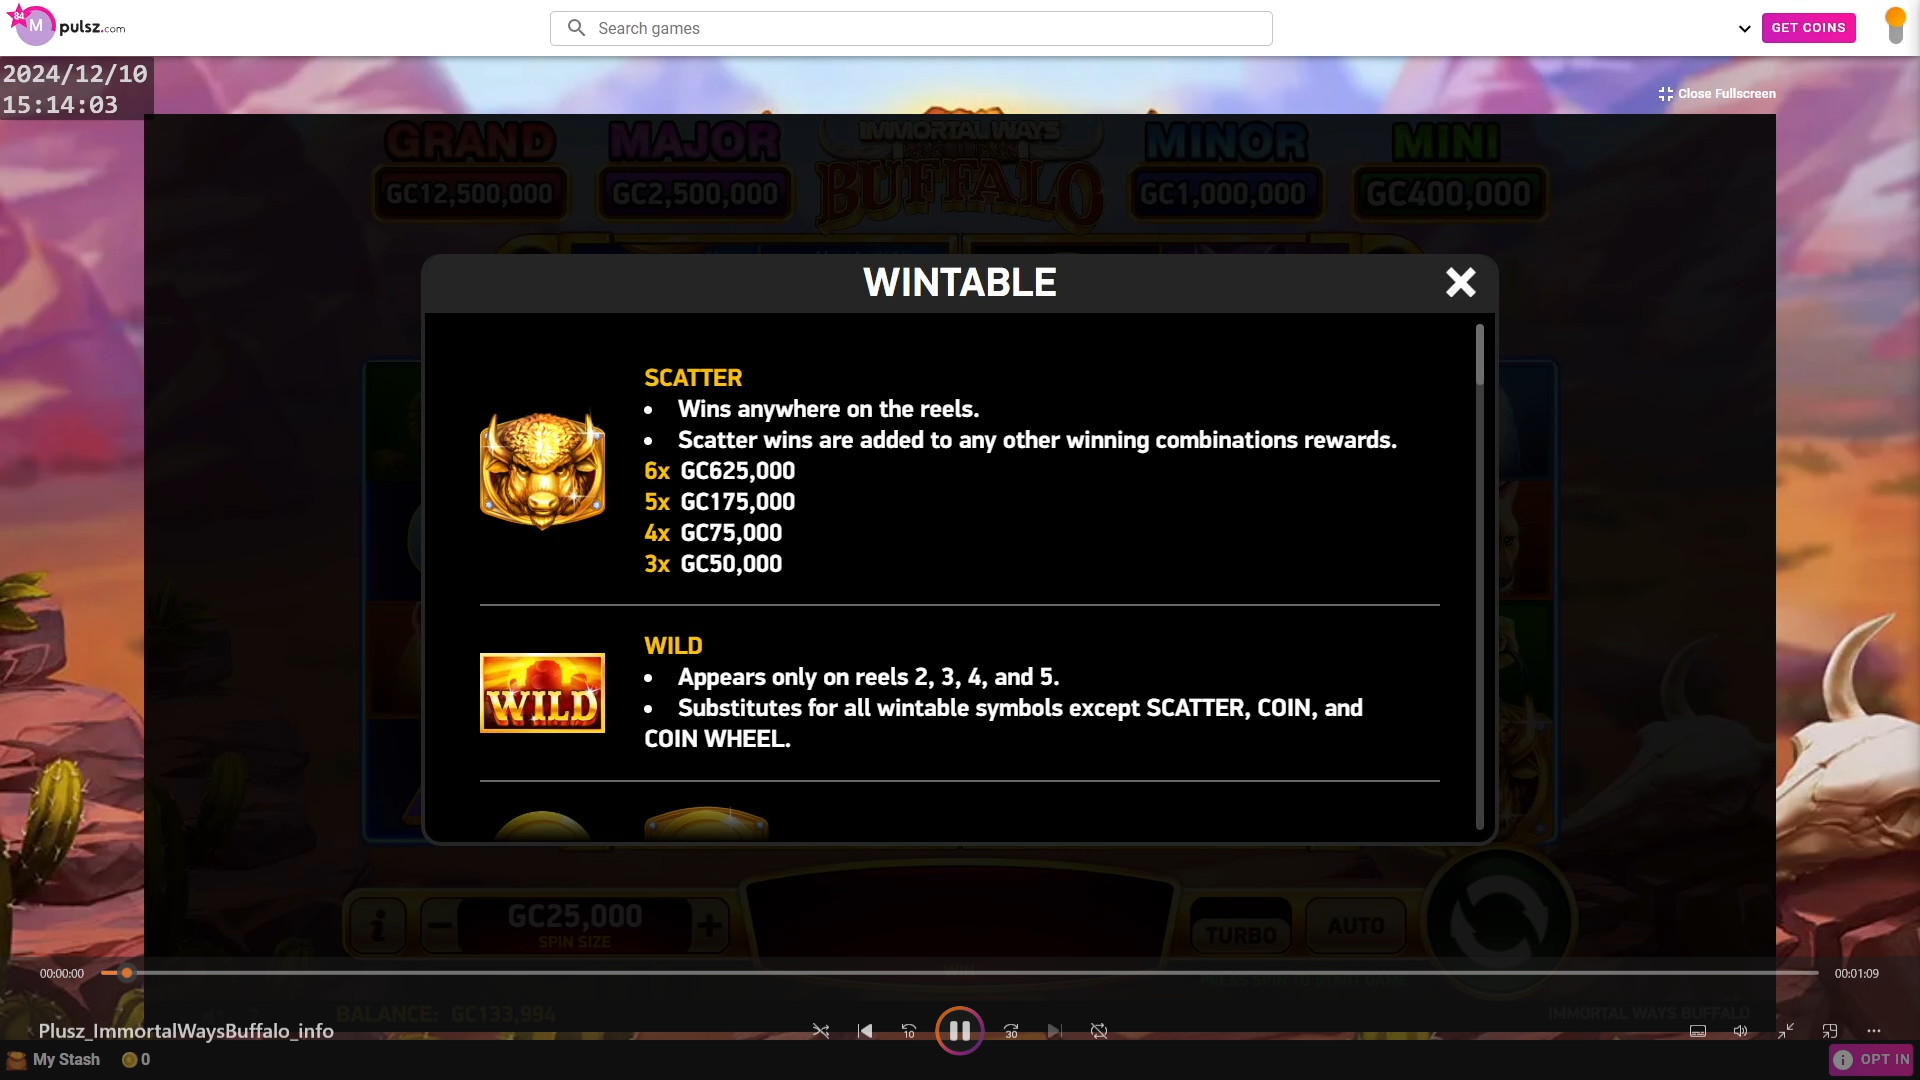 84
M
pulsz.com
Search games
GET COINS
2024/12/10
15:14:03
Close Fullscreen
GRAND
MAJOR
IMMORTAL WAYS
BUFFALO
MINOR
MINI
GC12,500,000
GC2,500,000
GC1,000,000
GC400,000
WINTABLE
SCATTER
• Wins anywhere on the reels.
• Scatter wins are added to any other winning combinations rewards.
6x GC625,000
5x GC175,000
4x GC75,000
3x GC50,000
WILD
WILD
• Appears only on reels 2, 3, 4, and 5.
• Substitutes for all wintable symbols except SCATTER, COIN, and
COIN WHEEL.
i
GC25,000
SPIN SIZE
TURBO
AUTO
WIN
00:00:00
00:01:09
BALANCE: GC133,994
IMMORTAL WAYS BUFFALO
Plusz_ImmortalWaysBuffalo_info
10
30
My Stash
0
OPT IN